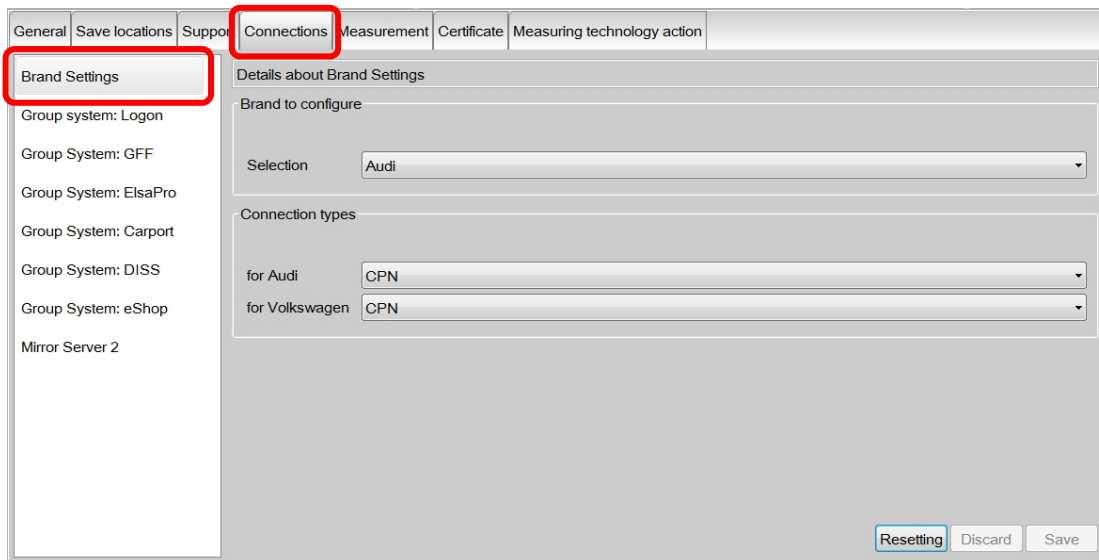 General Save locations Suppor Connections Measurement Certificate Measuring technology action
Brand Settings
Group system: Logon
Group System: GFF
Group System: ElsaPro
Group System: Carport
Group System: DISS
Group System: eShop
Mirror Server 2
Details about Brand Settings
Brand to configure
Selection Audi
Connection types
for Audi CPN
for Volkswagen CPN
Resetting Discard Save